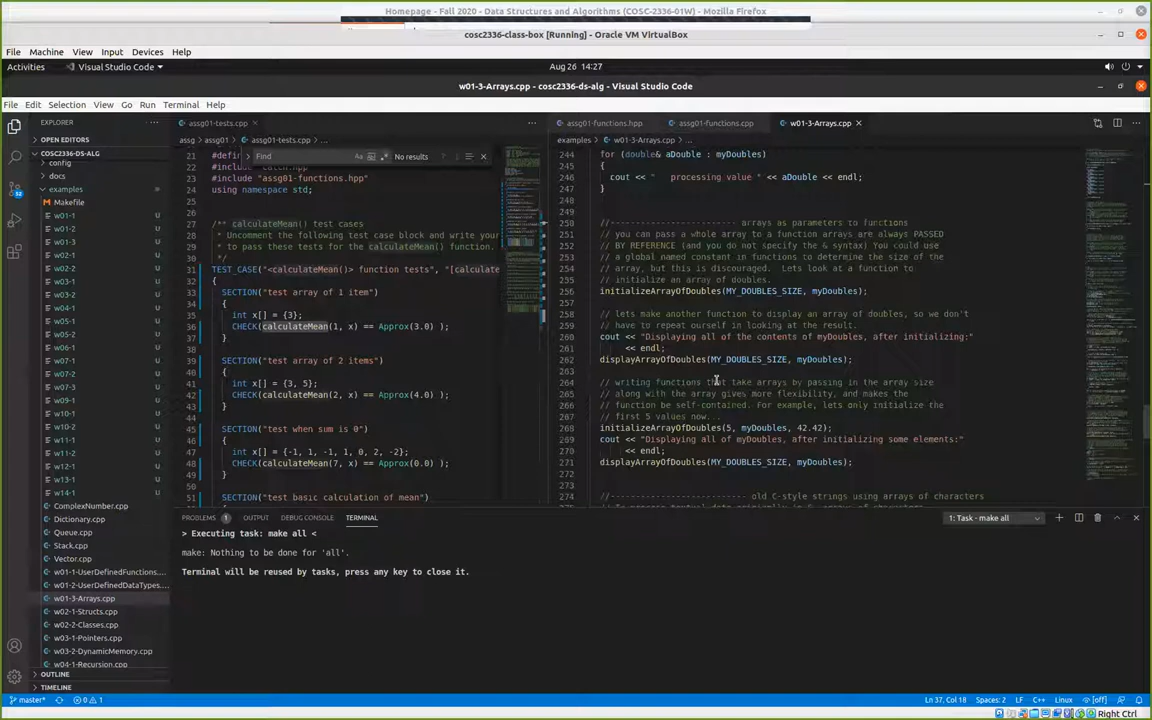 Homepage - Fall 2020 - Data Structures and Algorithms (COSC-2336-01W) - Mozilla Firefox
cosc2336-class-box [Running] - Oracle VM VirtualBox
File Machine View Input Devices Help
Activities Visual Studio Code Aug 26 14:27
w01-3-Arrays.cpp - cosc2336-ds-alg - Visual Studio Code
File Edit Selection View Go Run Terminal Help
EXPLORER
OPEN EDITORS
COSC2336-DS-ALG
config
docs
examples
Makefile
w01-1 U
w01-2 U
w01-3 U
w02-1 U
w02-2 U
w03-1 U
w03-2 U
w04-1 U
w05-1 U
w06-1 U
w07-1 U
w07-2 U
w07-3 U
w09-1 U
w10-1 U
w10-2 U
w11-1 U
w11-2 U
w12-1 U
w13-1 U
w14-1 U
ComplexNumber.cpp
Dictionary.cpp
Queue.cpp
Stack.cpp
Vector.cpp
w01-1-UserDefinedFunctions....
w01-2-UserDefinedDataTypes....
w01-3-Arrays.cpp
w02-1-Structs.cpp
w02-2-Classes.cpp
w03-1-Pointers.cpp
w03-2-DynamicMemory.cpp
w04-1-Recursion.cpp
OUTLINE
TIMELINE
assg01-tests.cpp
assg > assg01 > assg01-tests.cpp > ...
Find Aa No results
21 #defin
22 #include "catch.hpp"
23 #include "assg01-functions.hpp"
24 using namespace std;
25
26
27 /** calculateMean() test cases
28 * Uncomment the following test case block and write your
29 * to pass these tests for the calculateMean() function.
30 */
31 TEST_CASE("<calculateMean()> function tests", "[calculate
32 {
33 SECTION("test array of 1 item")
34 {
35 int x[] = {3};
36 CHECK(calculateMean(1, x) == Approx(3.0) );
37 }
38
39 SECTION("test array of 2 items")
40 {
41 int x[] = {3, 5};
42 CHECK(calculateMean(2, x) == Approx(4.0) );
43 }
44
45 SECTION("test when sum is 0")
46 {
47 int x[] = {-1, 1, -1, 1, 0, 2, -2};
48 CHECK(calculateMean(7, x) == Approx(0.0) );
49 }
50
51 SECTION("test basic calculation of mean")
assg01-functions.hpp assg01-functions.cpp w01-3-Arrays.cpp
examples > w01-3-Arrays.cpp > ...
244 for (double& aDouble : myDoubles)
245 {
246 cout << " processing value " << aDouble << endl;
247 }
248
249
250 //------------------------ arrays as parameters to functions
251 // you can pass a whole array to a function arrays are always PASSED
252 // BY REFERENCE (and you do not specify the & syntax) You could use
253 // a global named constant in functions to determine the size of the
254 // array, but this is discouraged. Lets look at a function to
255 // initialize an array of doubles.
256 initializeArrayOfDoubles(MY_DOUBLES_SIZE, myDoubles);
257
258 // lets make another function to display an array of doubles, so we don't
259 // have to repeat ourself in looking at the result.
260 cout << "Displaying all of the contents of myDoubles, after initializing:"
261 << endl;
262 displayArrayOfDoubles(MY_DOUBLES_SIZE, myDoubles);
263
264 // writing functions that take arrays by passing in the array size
265 // along with the array gives more flexibility, and makes the
266 // function be self-contained. For example, lets only initialize the
267 // first 5 values now...
268 initializeArrayOfDoubles(5, myDoubles, 42.42);
269 cout << "Displaying all of myDoubles, after initializing some elements:"
270 << endl;
271 displayArrayOfDoubles(MY_DOUBLES_SIZE, myDoubles);
272
273
274 //------------------------- old C-style strings using arrays of characters
PROBLEMS 1 OUTPUT DEBUG CONSOLE TERMINAL 1: Task - make all
> Executing task: make all <
make: Nothing to be done for 'all'.
Terminal will be reused by tasks, press any key to close it.
master* 0 1 Ln 37, Col 18 Spaces: 2 LF C++ Linux [off]
Right Ctrl